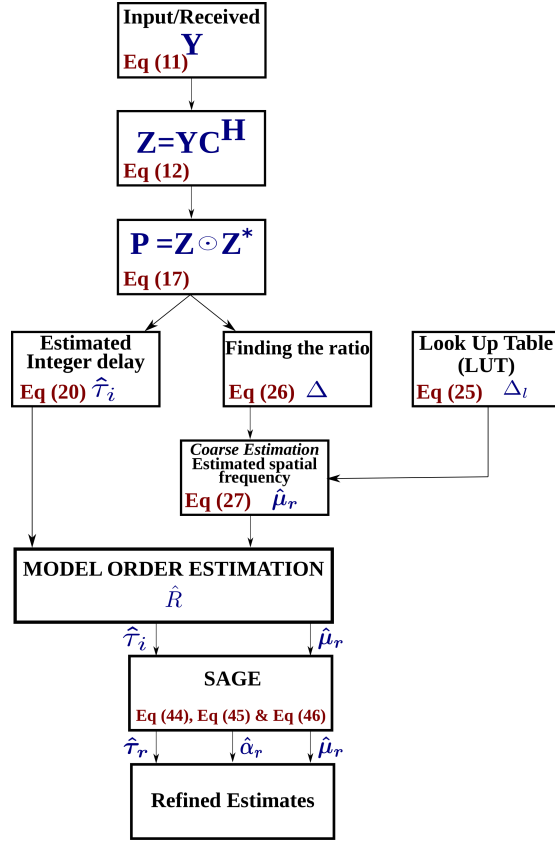 Input/Received
Y
Eq (11)
Z=YC^H
Eq (12)
P =Z⊙Z*
Eq (17)
Estimated
Integer delay
Eq (20) τ̂_i
Finding the ratio
Eq (26) Δ
Look Up Table
(LUT)
Eq (25) Δ_l
Coarse Estimation
Estimated spatial
frequency
Eq (27) μ̂_r
MODEL ORDER ESTIMATION
R̂
τ̂_i μ̂_r
SAGE
Eq (44), Eq (45) & Eq (46)
τ̂_r α̂_r μ̂_r
Refined Estimates